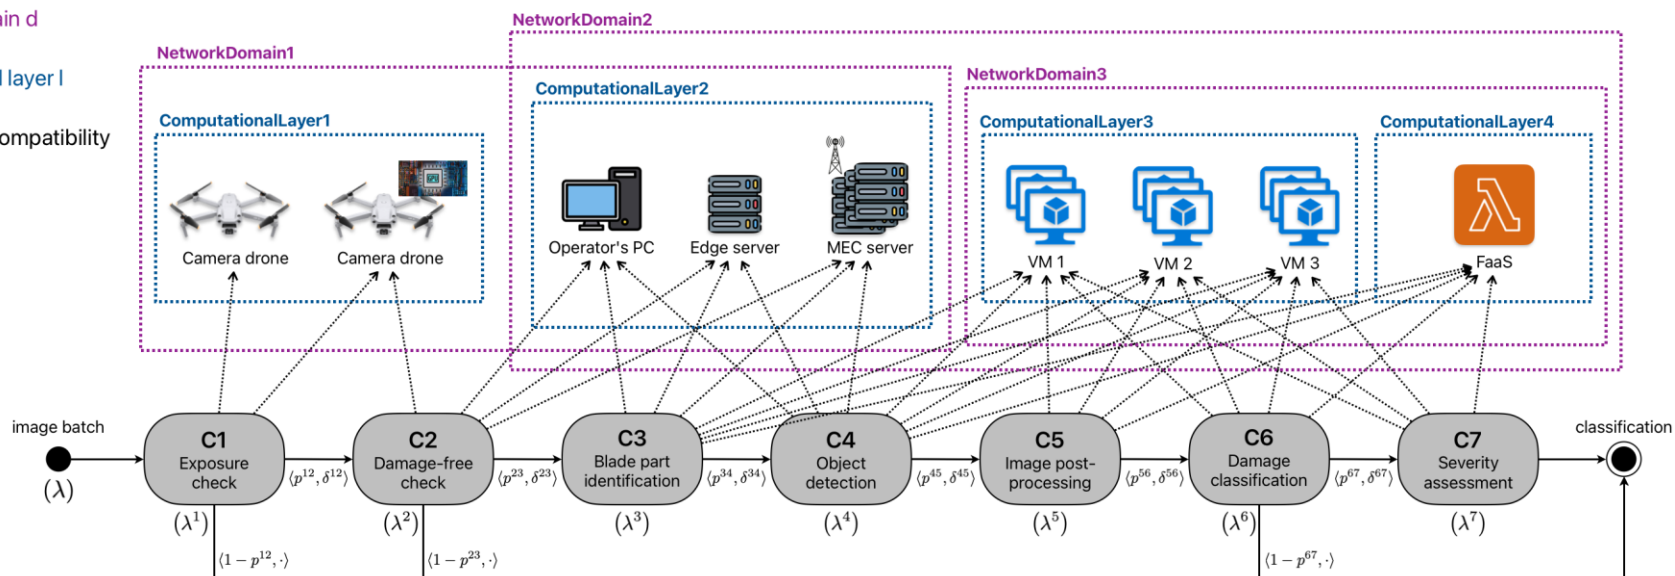 ain d
l layer l
ompatibility
NetworkDomain1
NetworkDomain2
NetworkDomain3
ComputationalLayer1
ComputationalLayer2
ComputationalLayer3
ComputationalLayer4
Camera drone
Camera drone
Operator's PC
Edge server
MEC server
VM 1
VM 2
VM 3
FaaS
image batch
(λ)
C1
Exposure
check
(λ¹)
⟨p¹², δ¹²⟩
⟨1 − p¹², ·⟩
C2
Damage-free
check
(λ²)
⟨p²³, δ²³⟩
⟨1 − p²³, ·⟩
C3
Blade part
identification
(λ³)
⟨p³⁴, δ³⁴⟩
C4
Object
detection
(λ⁴)
⟨p⁴⁵, δ⁴⁵⟩
C5
Image post-
processing
(λ⁵)
⟨p⁵⁶, δ⁵⁶⟩
C6
Damage
classification
(λ⁶)
⟨p⁶⁷, δ⁶⁷⟩
⟨1 − p⁶⁷, ·⟩
C7
Severity
assessment
(λ⁷)
classification